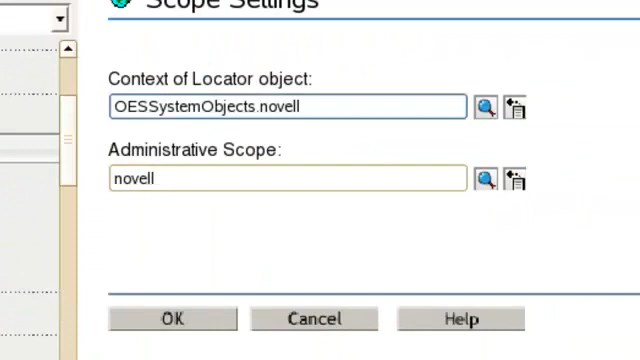 Scope Settings
Context of Locator object:
OESSystemObjects.novell
Administrative Scope:
novell
OK
Cancel
Help